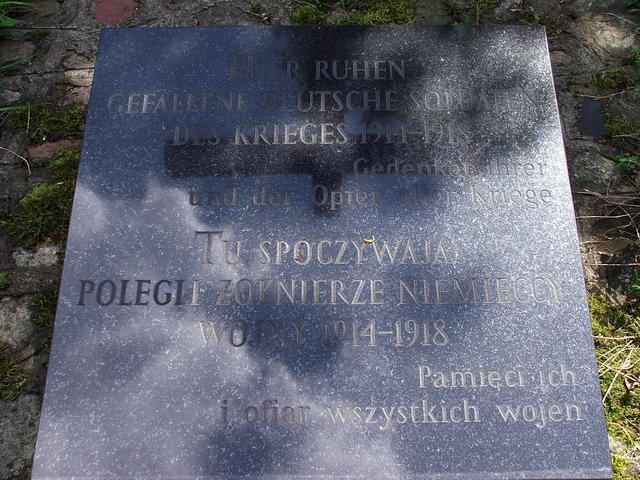 HIER RUHEN
GEFALLENE DEUTSCHE SOLDATEN
DES KRIEGES 1914-1918
Gedenket ihrer
und der Opfer aller Kriege
TU SPOCZYWAJĄ
POLEGLI ŻOŁNIERZE NIEMIECCY
WOJNY 1914-1918
Pamięci ich
i ofiar wszystkich wojen